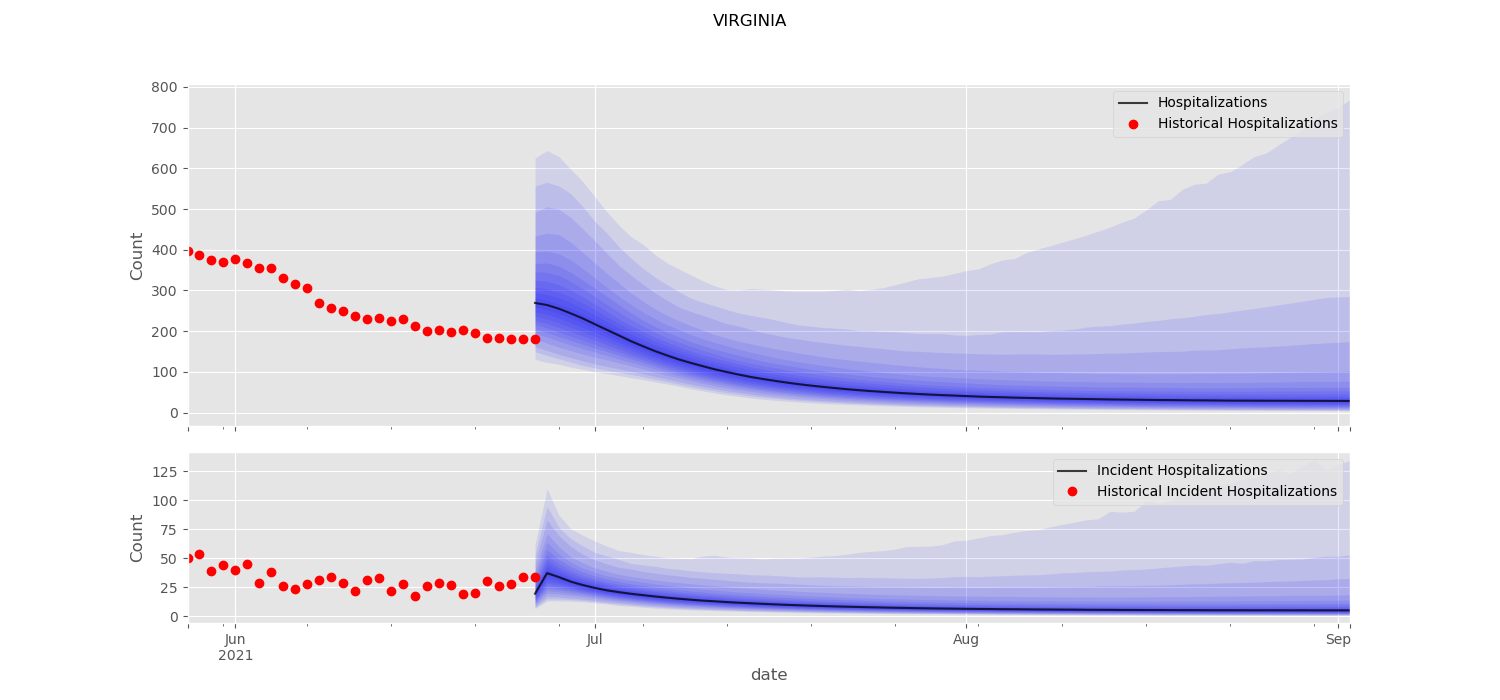 VIRGINIA
800
700
600
500
400
300
200
100
0
Count
Hospitalizations
Historical Hospitalizations
125
100
75
50
25
0
Count
Incident Hospitalizations
Historical Incident Hospitalizations
Jun
2021
Jul
Aug
Sep
date